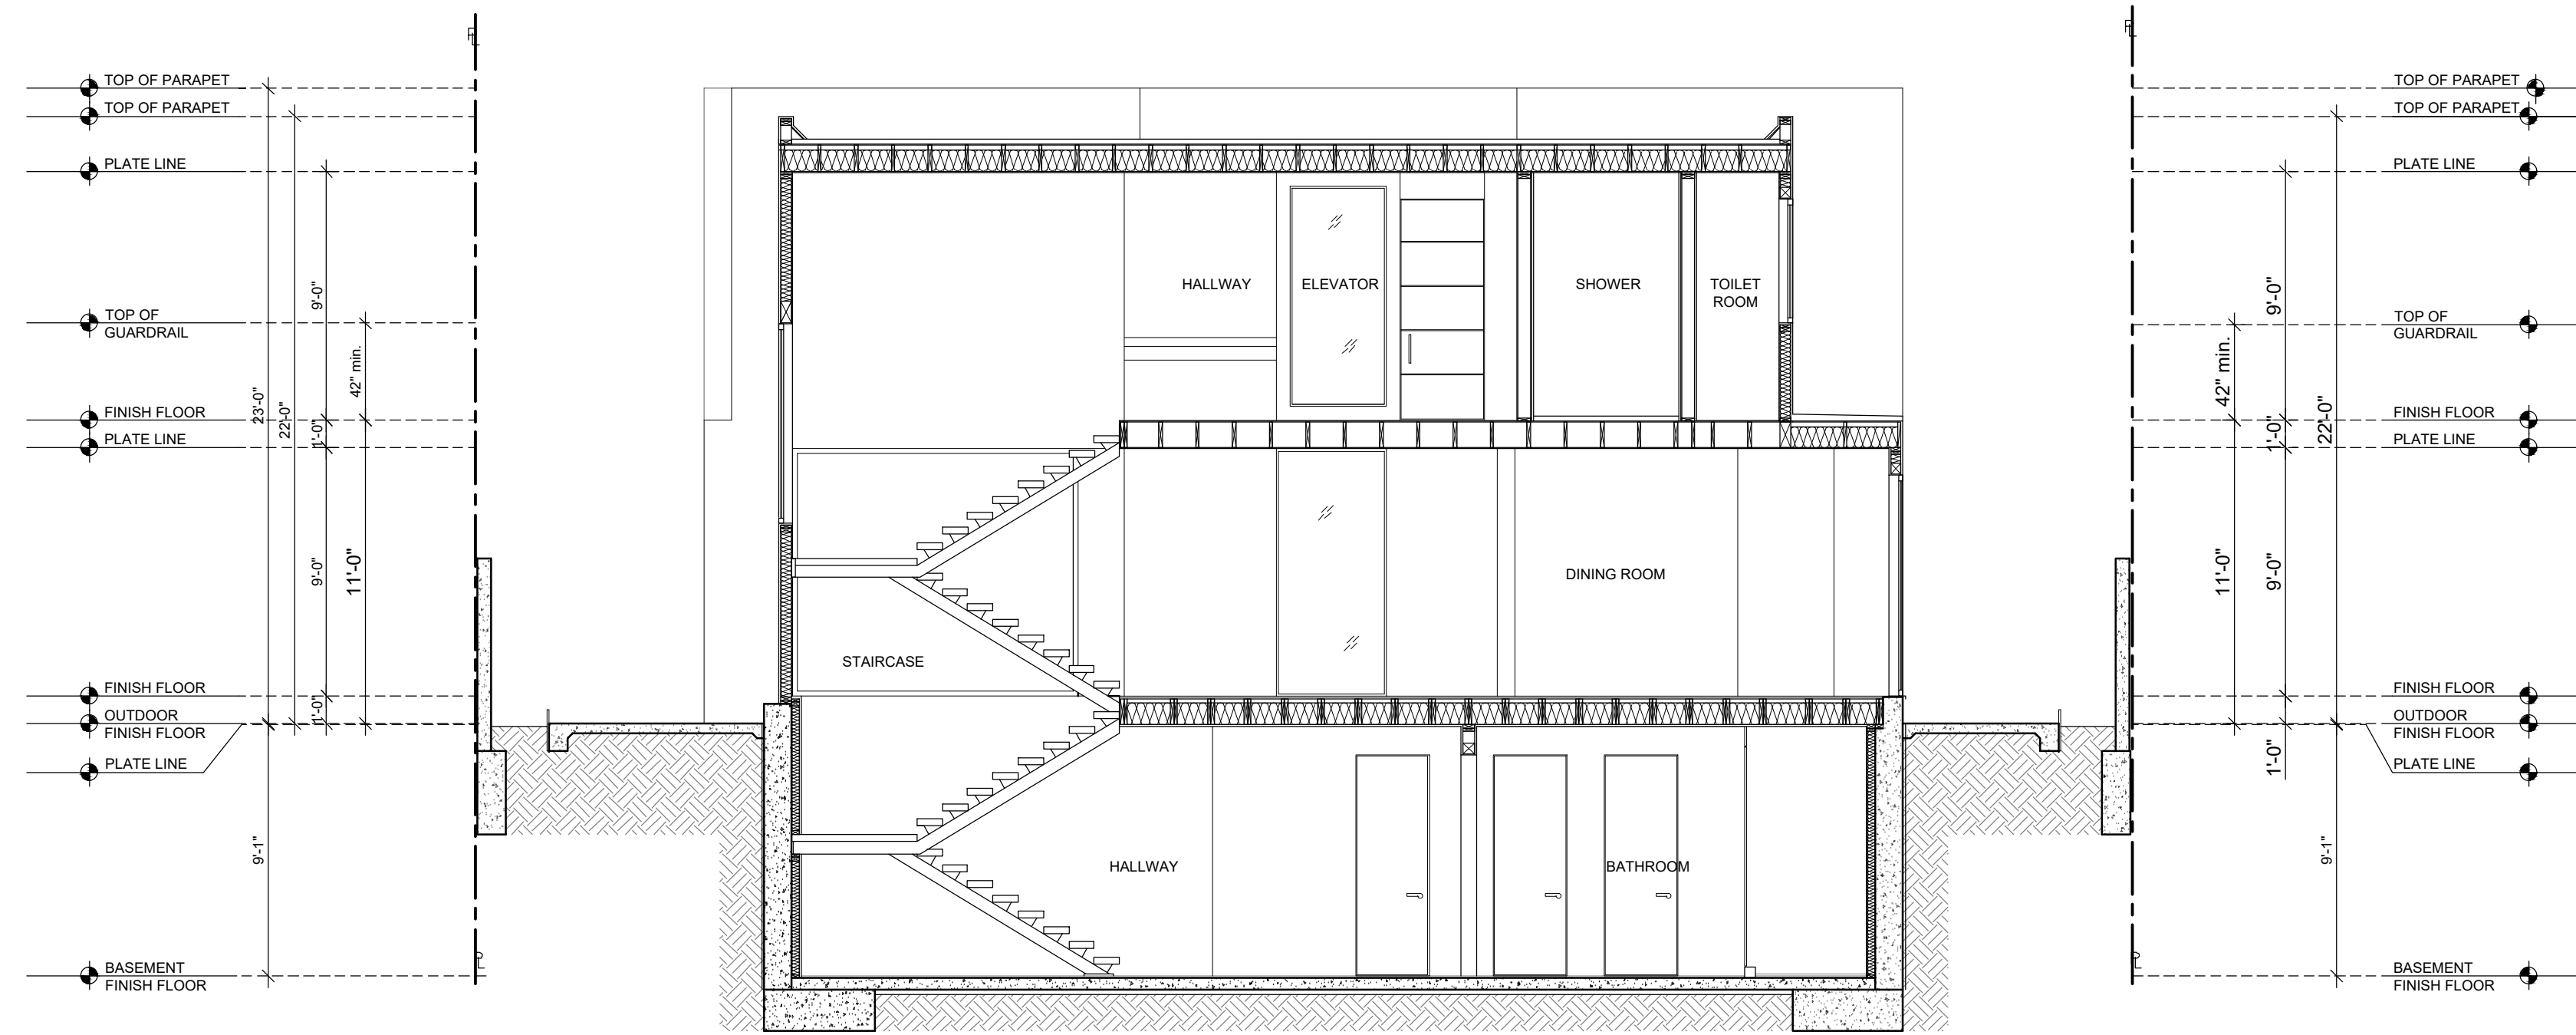 PL
PL
TOP OF PARAPET
TOP OF PARAPET
PLATE LINE
TOP OF
GUARDRAIL
FINISH FLOOR
PLATE LINE
FINISH FLOOR
OUTDOOR
FINISH FLOOR
PLATE LINE
BASEMENT
FINISH FLOOR
23'-0"
22'-0"
9'-0"
42" min.
1'-0"
9'-0"
11'-0"
1'-0"
9'-1"
HALLWAY
ELEVATOR
SHOWER
TOILET
ROOM
DINING ROOM
STAIRCASE
HALLWAY
BATHROOM
PL
PL
9'-0"
42" min.
1'-0"
22'-0"
11'-0"
9'-0"
1'-0"
9'-1"
TOP OF PARAPET
TOP OF PARAPET
PLATE LINE
TOP OF
GUARDRAIL
FINISH FLOOR
PLATE LINE
FINISH FLOOR
OUTDOOR
FINISH FLOOR
PLATE LINE
BASEMENT
FINISH FLOOR